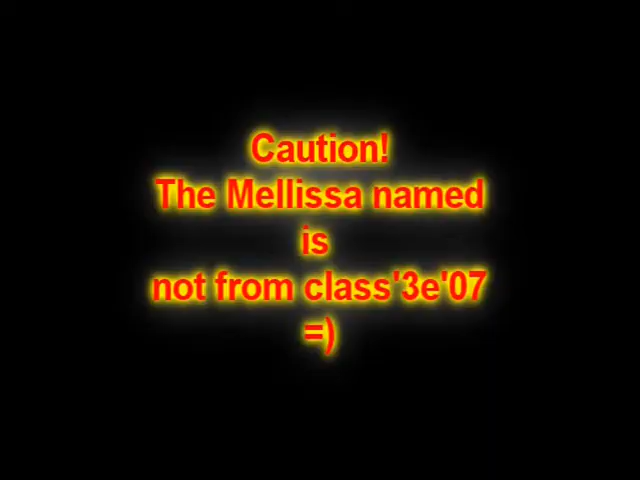 Caution!
The Mellissa named
is
not from class'3e'07
=)